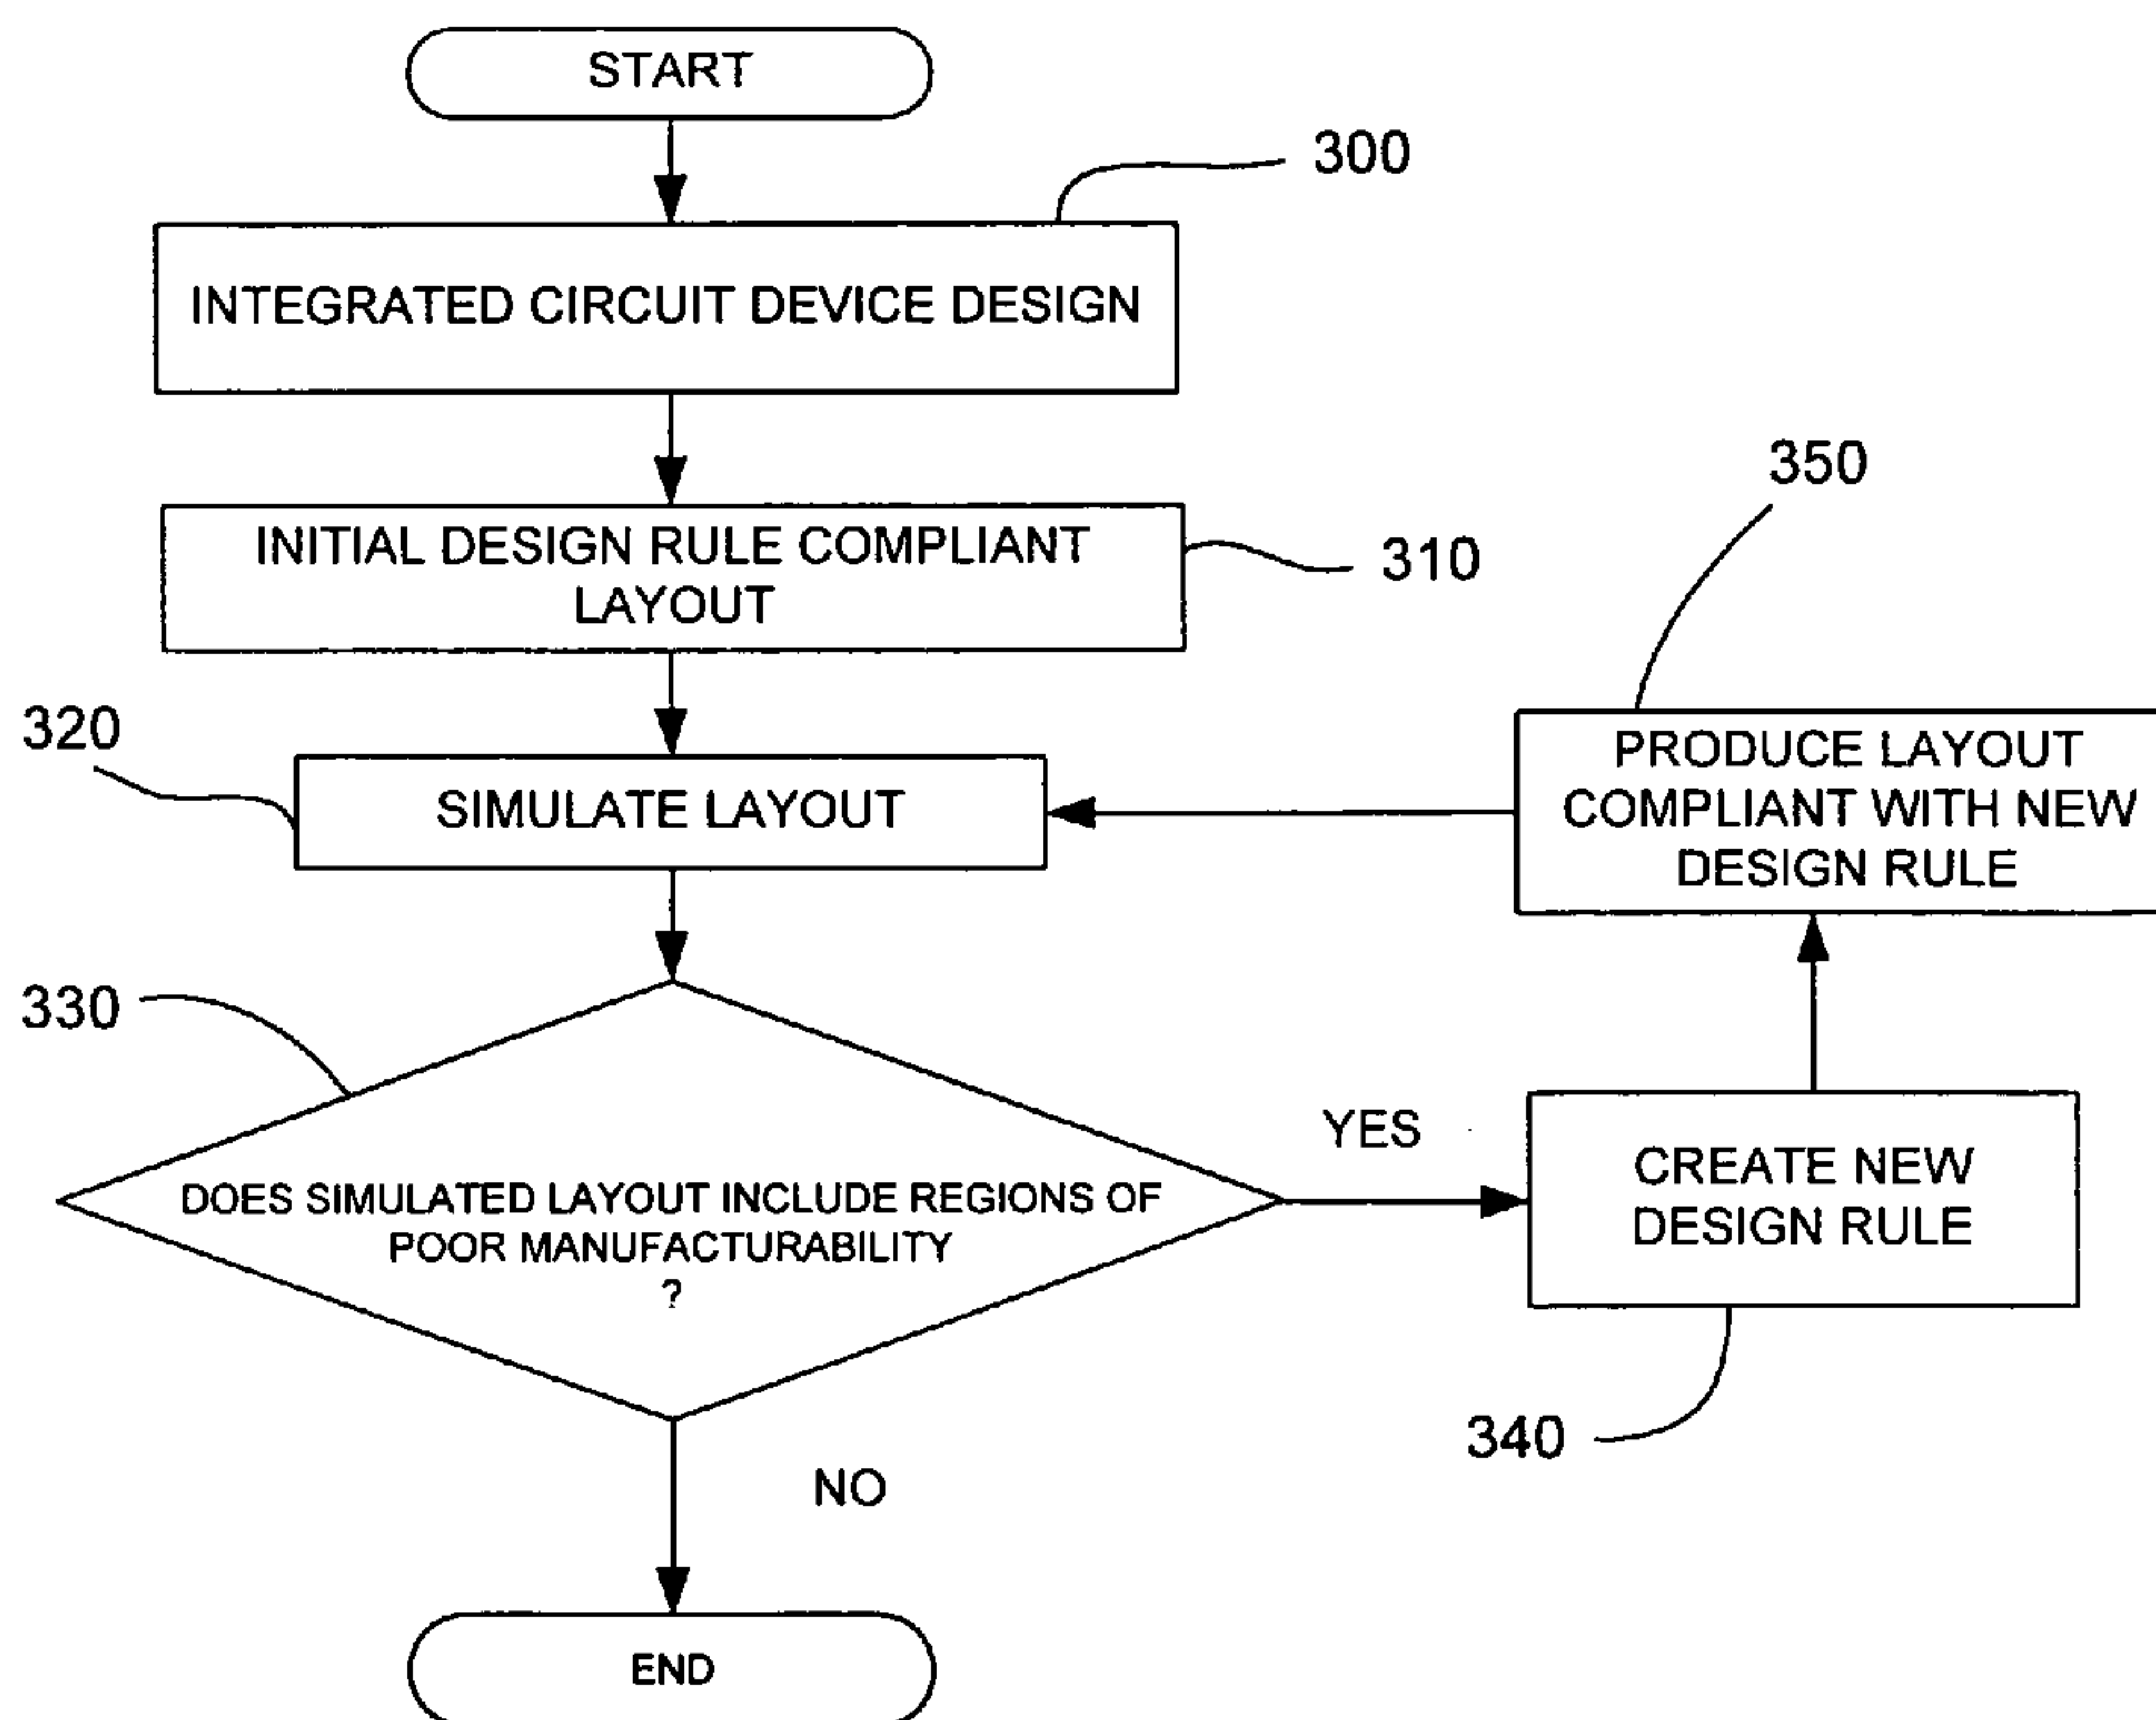 START
300
INTEGRATED CIRCUIT DEVICE DESIGN
350
INITIAL DESIGN RULE COMPLIANT
LAYOUT
310
320
SIMULATE LAYOUT
PRODUCE LAYOUT
COMPLIANT WITH NEW
DESIGN RULE
330
DOES SIMULATED LAYOUT INCLUDE REGIONS OF
POOR MANUFACTURABILITY
?
YES
CREATE NEW
DESIGN RULE
340
NO
END